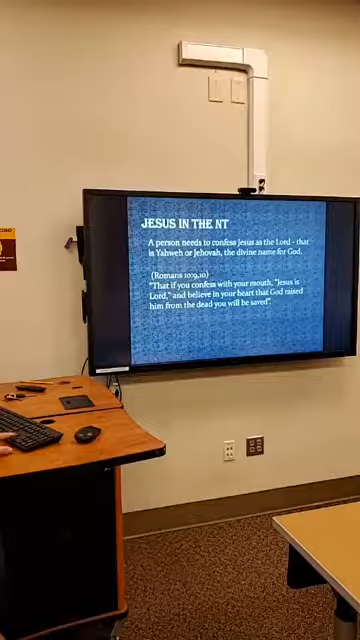 JESUS IN THE NT
A person needs to confess Jesus as the Lord - that
is Yahweh or Jehovah, the divine name for God.
(Romans 10:9,10)
"That if you confess with your mouth, "Jesus is
Lord," and believe in your heart that God raised
him from the dead you will be saved".